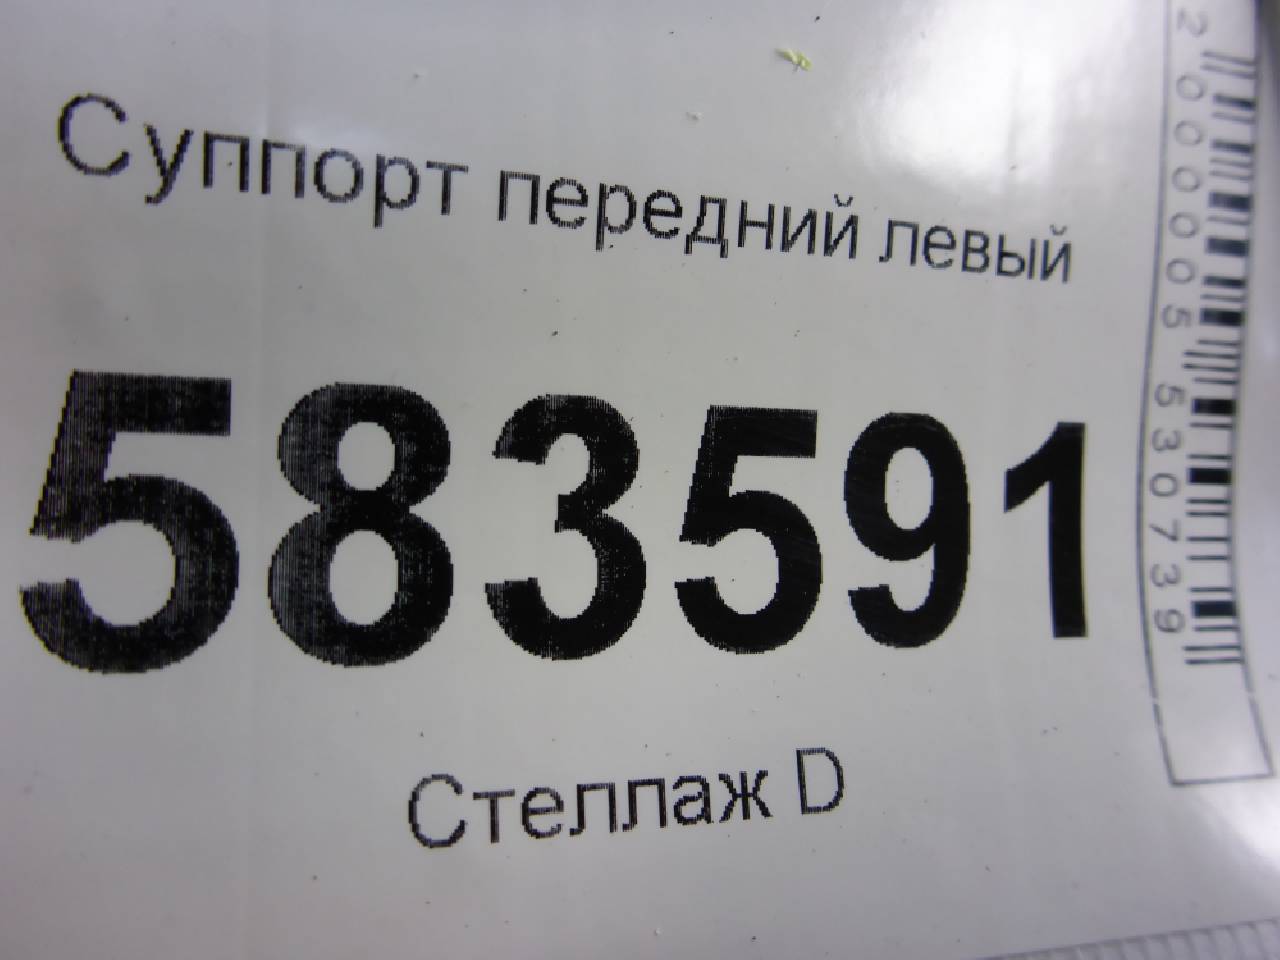 Суппорт передний левый
583591
Стеллаж D
2000005530739